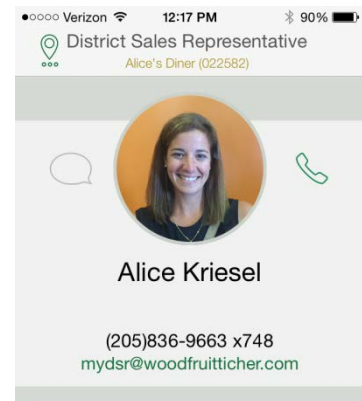 Verizon 12:17 PM 90%
District Sales Representative
Alice's Diner (022582)
Alice Kriesel
(205)836-9663 x748
mydsr@woodfruitticher.com